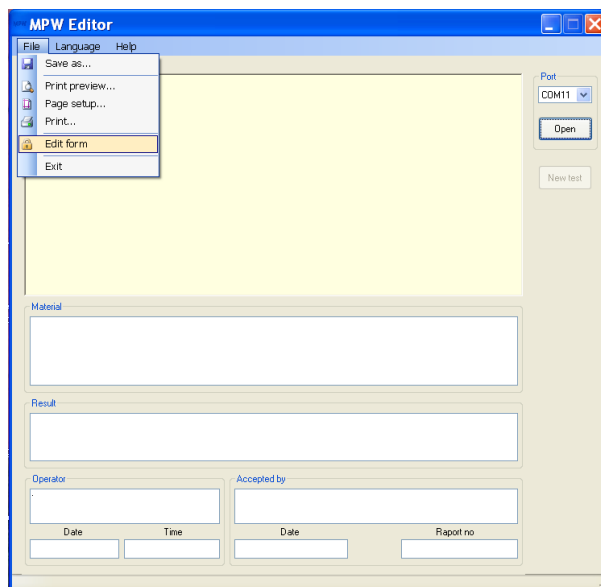 MPW Editor
File Language Help
Save as...
Print preview...
Page setup...
Print...
Edit form
Exit
Port
COM11
Open
New test
Material
Result
Operator
Accepted by
.
Date Time Date Raport no